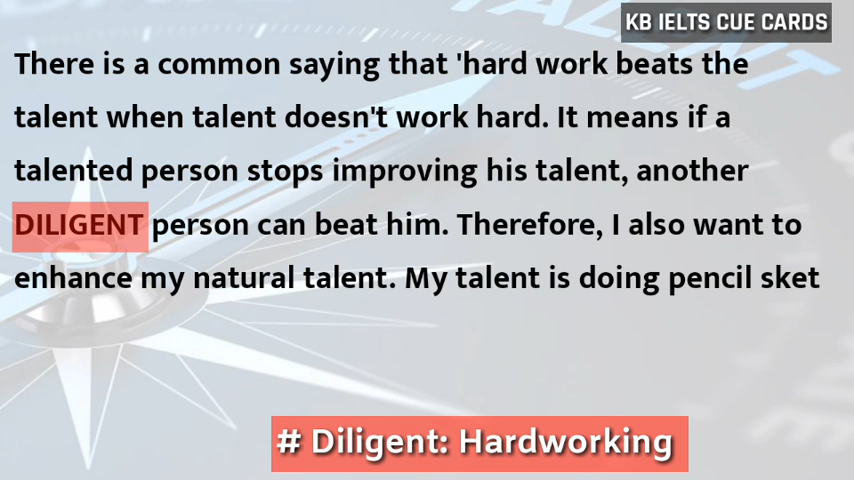 KB IELTS CUE CARDS
There is a common saying that 'hard work beats the
talent when talent doesn't work hard. It means if a
talented person stops improving his talent, another
DILIGENT person can beat him. Therefore, I also want to
enhance my natural talent. My talent is doing pencil sket
# Diligent: Hardworking
TALENT